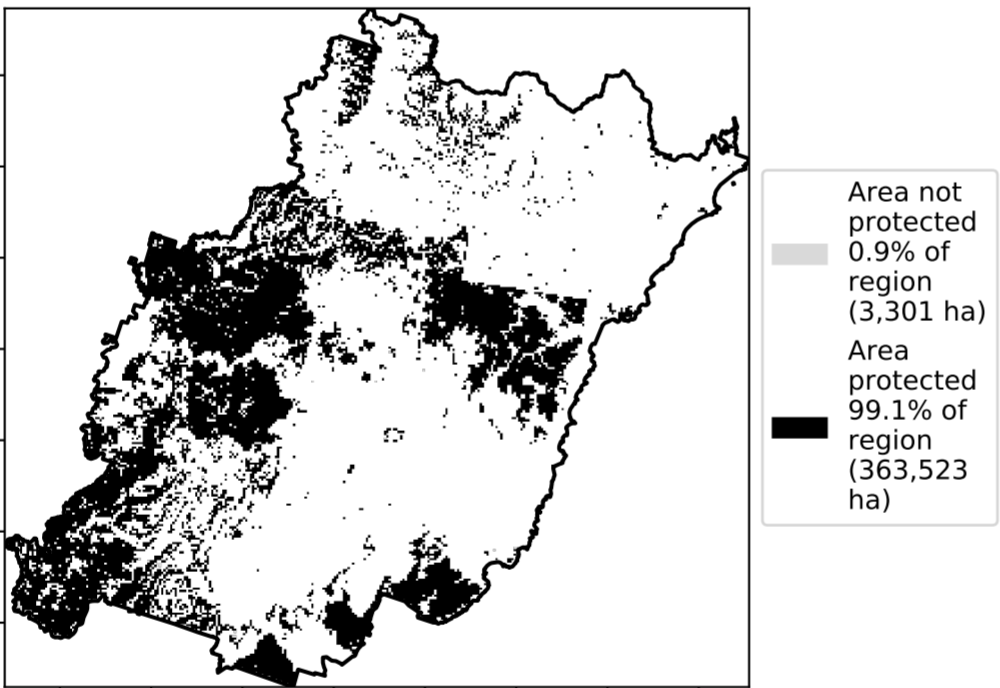 Area not
protected
0.9% of
region
(3,301 ha)
Area
protected
99.1% of
region
(363,523
ha)